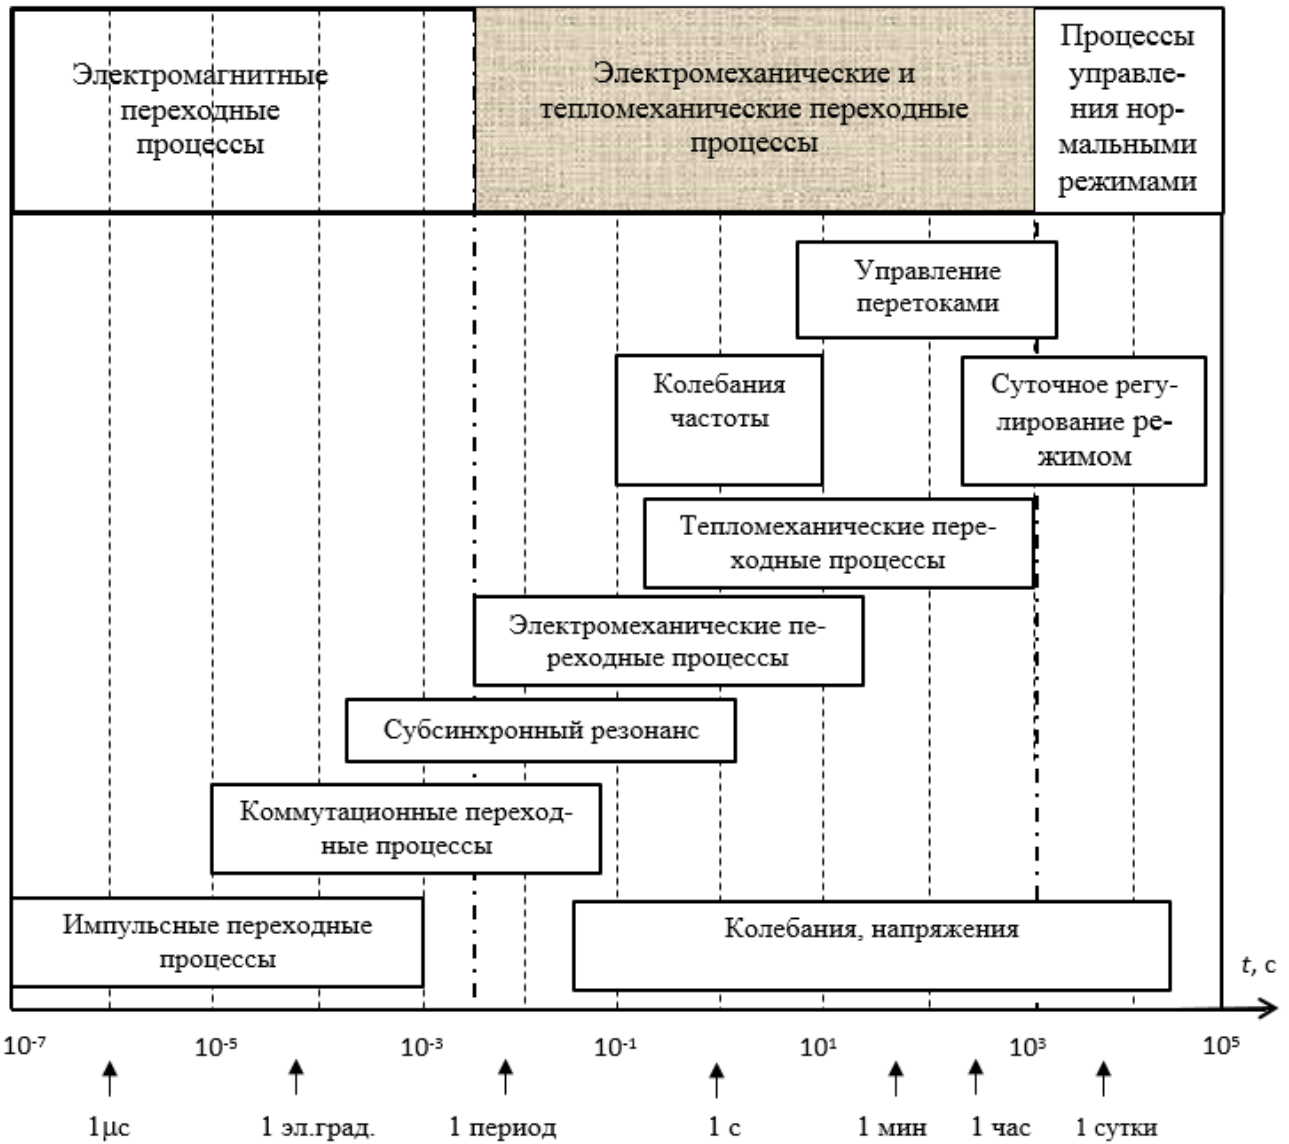 Электромагнитные
переходные
процессы
Электромеханические и
тепломеханические переходные
процессы
Процессы
управле-
ния нор-
мальными
режимами
Управление
перетоками
Колебания
частоты
Суточное регу-
лирование ре-
жимом
Тепломеханические пере-
ходные процессы
Электромеханические пе-
реходные процессы
Субсинхронный резонанс
Коммутационные переход-
ные процессы
Импульсные переходные
процессы
Колебания, напряжения
t, с
10⁻⁷ 10⁻⁵ 10⁻³ 10⁻¹ 10¹ 10³ 10⁵
1μс 1 эл.град. 1 период 1 с 1 мин 1 час 1 сутки